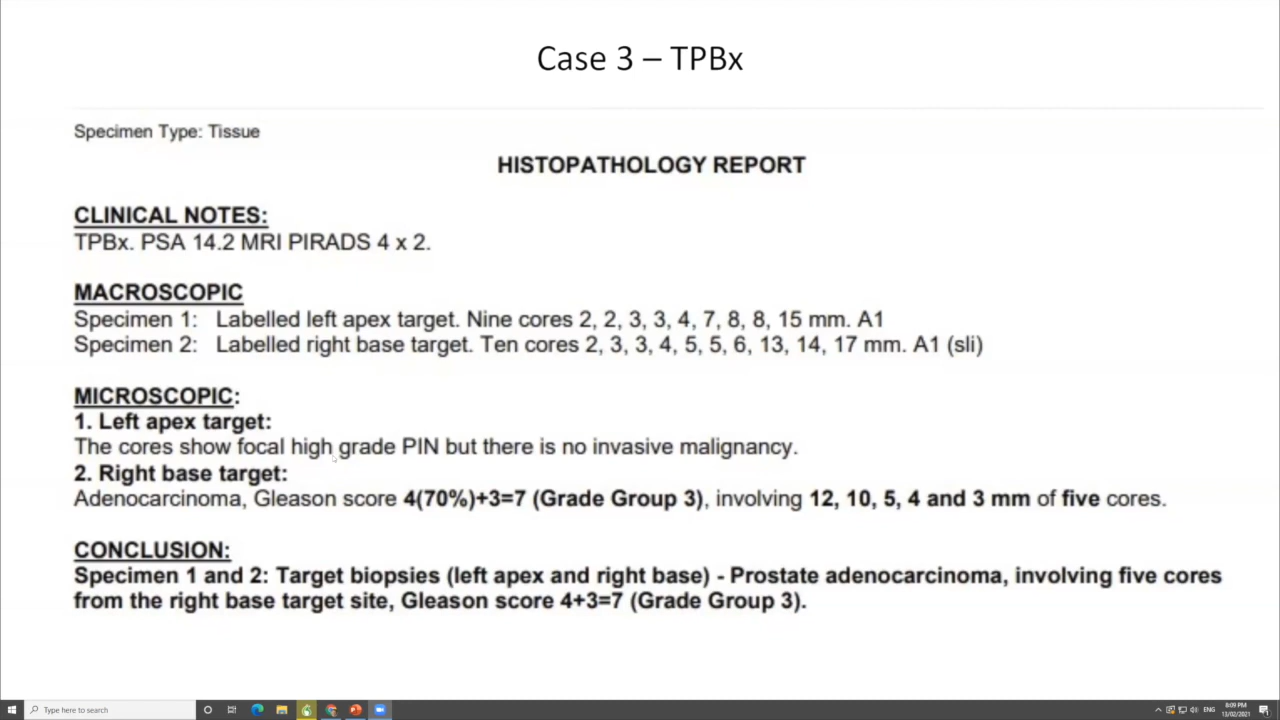 Case 3 – TPBx
Specimen Type: Tissue
HISTOPATHOLOGY REPORT
CLINICAL NOTES:
TPBx. PSA 14.2 MRI PIRADS 4 x 2.
MACROSCOPIC
Specimen 1: Labelled left apex target. Nine cores 2, 2, 3, 3, 4, 7, 8, 8, 15 mm. A1
Specimen 2: Labelled right base target. Ten cores 2, 3, 3, 4, 5, 5, 6, 13, 14, 17 mm. A1 (sli)
MICROSCOPIC:
1. Left apex target:
The cores show focal high grade PIN but there is no invasive malignancy.
2. Right base target:
Adenocarcinoma, Gleason score 4(70%)+3=7 (Grade Group 3), involving 12, 10, 5, 4 and 3 mm of five cores.
CONCLUSION:
Specimen 1 and 2: Target biopsies (left apex and right base) - Prostate adenocarcinoma, involving five cores
from the right base target site, Gleason score 4+3=7 (Grade Group 3).
Type here to search
ENG
8:09 PM
13/02/2021